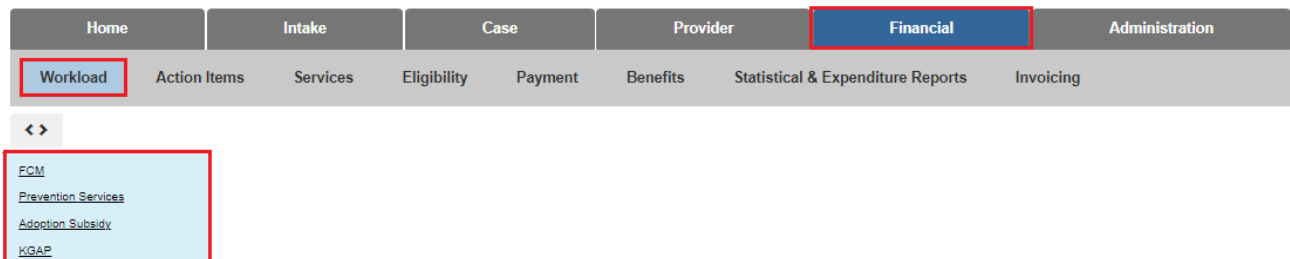 Home Intake Case Provider Financial Administration
Workload Action Items Services Eligibility Payment Benefits Statistical & Expenditure Reports Invoicing
FCM
Prevention Services
Adoption Subsidy
KGAP